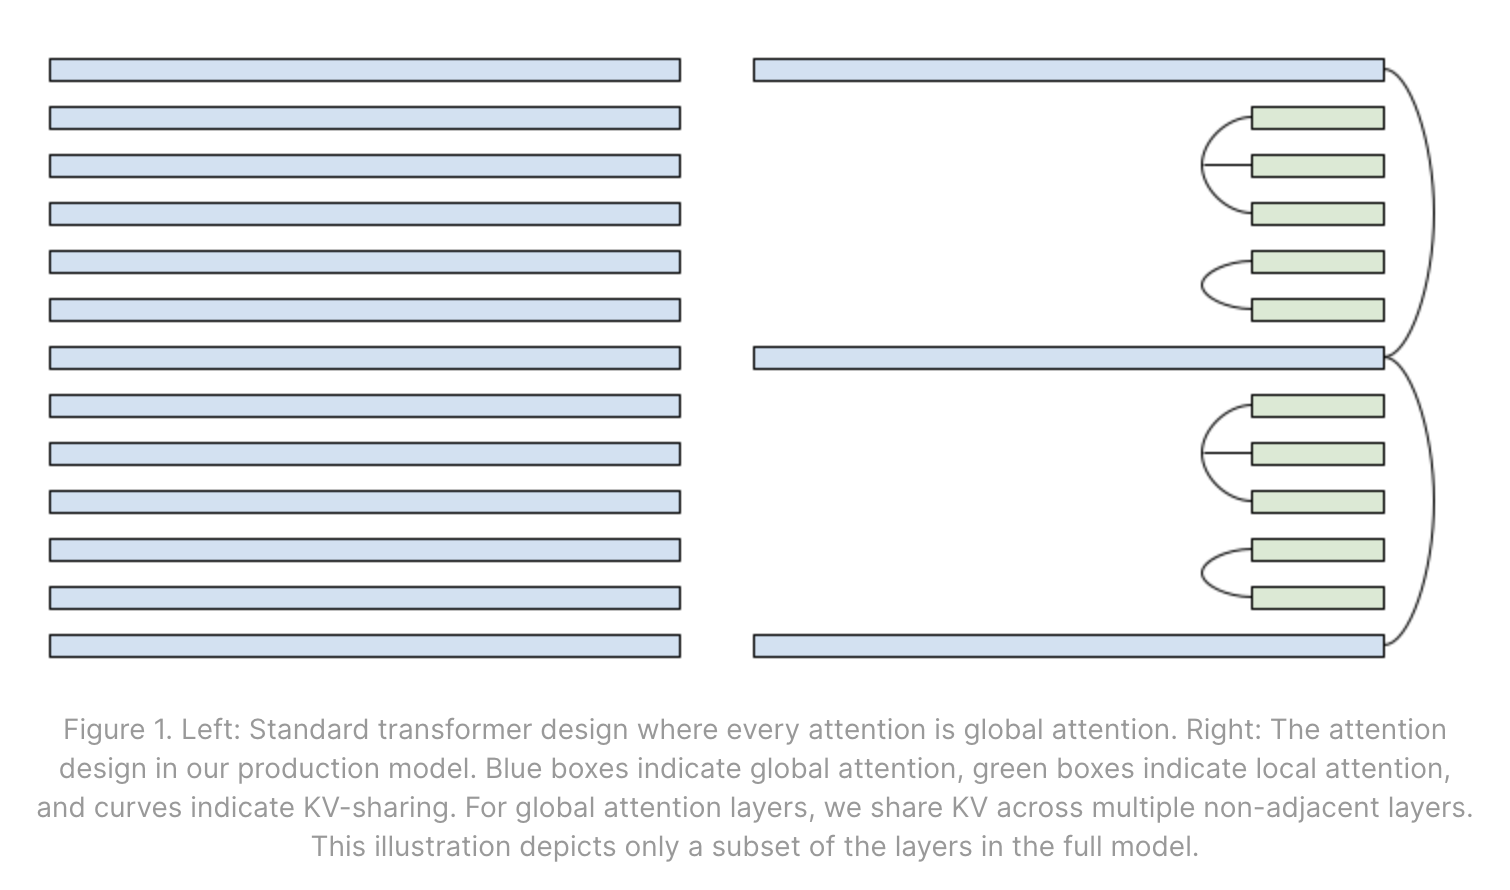 Figure 1. Left: Standard transformer design where every attention is global attention. Right: The attention
design in our production model. Blue boxes indicate global attention, green boxes indicate local attention,
and curves indicate KV-sharing. For global attention layers, we share KV across multiple non-adjacent layers.
This illustration depicts only a subset of the layers in the full model.